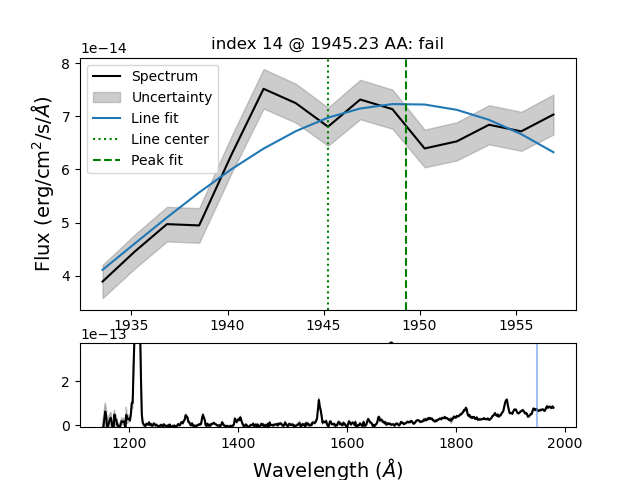 index 14 @ 1945.23 AA: fail
1e−14
8
7
6
5
4
Flux (erg/cm²/s/Å)
Spectrum
Uncertainty
Line fit
Line center
Peak fit
1935 1940 1945 1950 1955
1e−13
2
0
1200 1400 1600 1800 2000
Wavelength (Å)